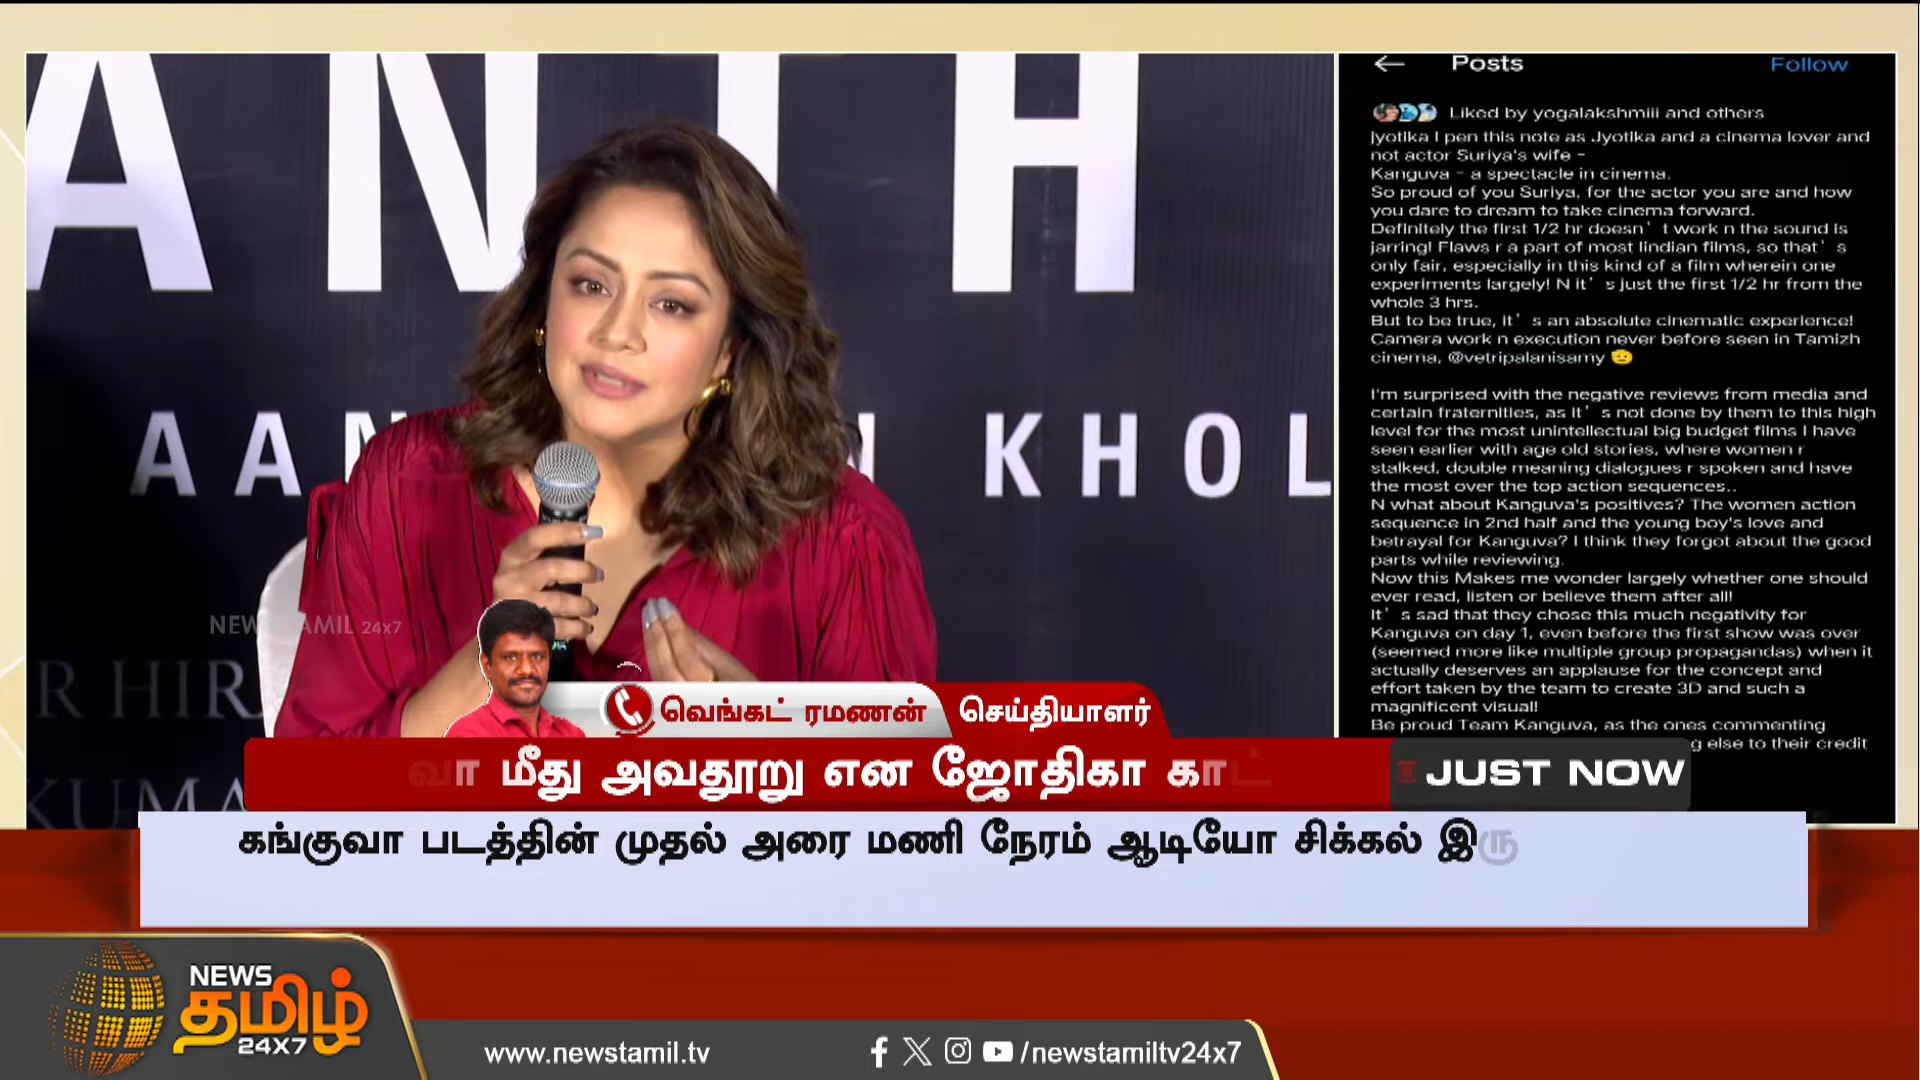 ANTH
AAN
N KHOL
NEWS TAMIL 24x7
R HIR
KUMA
Posts
Follow
Liked by yogalakshmiii and others
jyotika I pen this note as Jyotika and a cinema lover and
not actor Suriya's wife -
Kanguva - a spectacle in cinema.
So proud of you Suriya, for the actor you are and how
you dare to dream to take cinema forward.
Definitely the first 1/2 hr doesn't work n the sound is
jarring! Flaws r a part of most Iindian films, so that's
only fair, especially in this kind of a film wherein one
experiments largely! N it's just the first 1/2 hr from the
whole 3 hrs.
But to be true, It's an absolute cinematic experience!
Camera work n execution never before seen in Tamizh
cinema, @vetripalanisamy 🫡
I'm surprised with the negative reviews from media and
certain fraternities, as it's not done by them to this high
level for the most unintellectual big budget films I have
seen earlier with age old stories, where women r
stalked, double meaning dialogues r spoken and have
the most over the top action sequences..
N what about Kanguva's positives? The women action
sequence in 2nd half and the young boy's love and
betrayal for Kanguva? I think they forgot about the good
parts while reviewing.
Now this Makes me wonder largely whether one should
ever read, listen or believe them after all!
It's sad that they chose this much negativity for
Kanguva on day 1, even before the first show was over
(seemed more like multiple group propagandas) when it
actually deserves an applause for the concept and
effort taken by the team to create 3D and such a
magnificent visual!
Be proud Team Kanguva, as the ones commenting
g else to their credit
வெங்கட் ரமணன்
செய்தியாளர்
வா மீது அவதூறு என ஜோதிகா காட்
JUST NOW
கங்குவா படத்தின் முதல் அரை மணி நேரம் ஆடியோ சிக்கல் இரு
NEWS
தமிழ்
24X7
www.newstamil.tv
/newstamiltv24x7